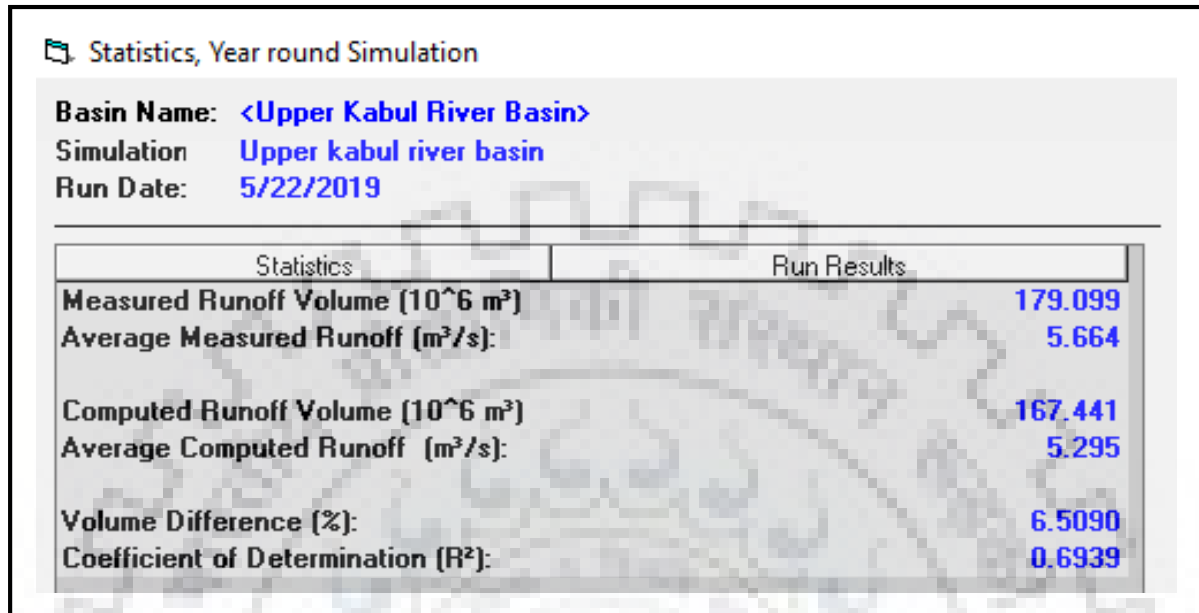 Statistics, Year round Simulation
Basin Name: <Upper Kabul River Basin>
Simulation Upper kabul river basin
Run Date: 5/22/2019
Statistics Run Results
Measured Runoff Volume (10^6 m³) 179.099
Average Measured Runoff (m³/s): 5.664
Computed Runoff Volume (10^6 m³) 167.441
Average Computed Runoff (m³/s): 5.295
Volume Difference (%): 6.5090
Coefficient of Determination (R²): 0.6939